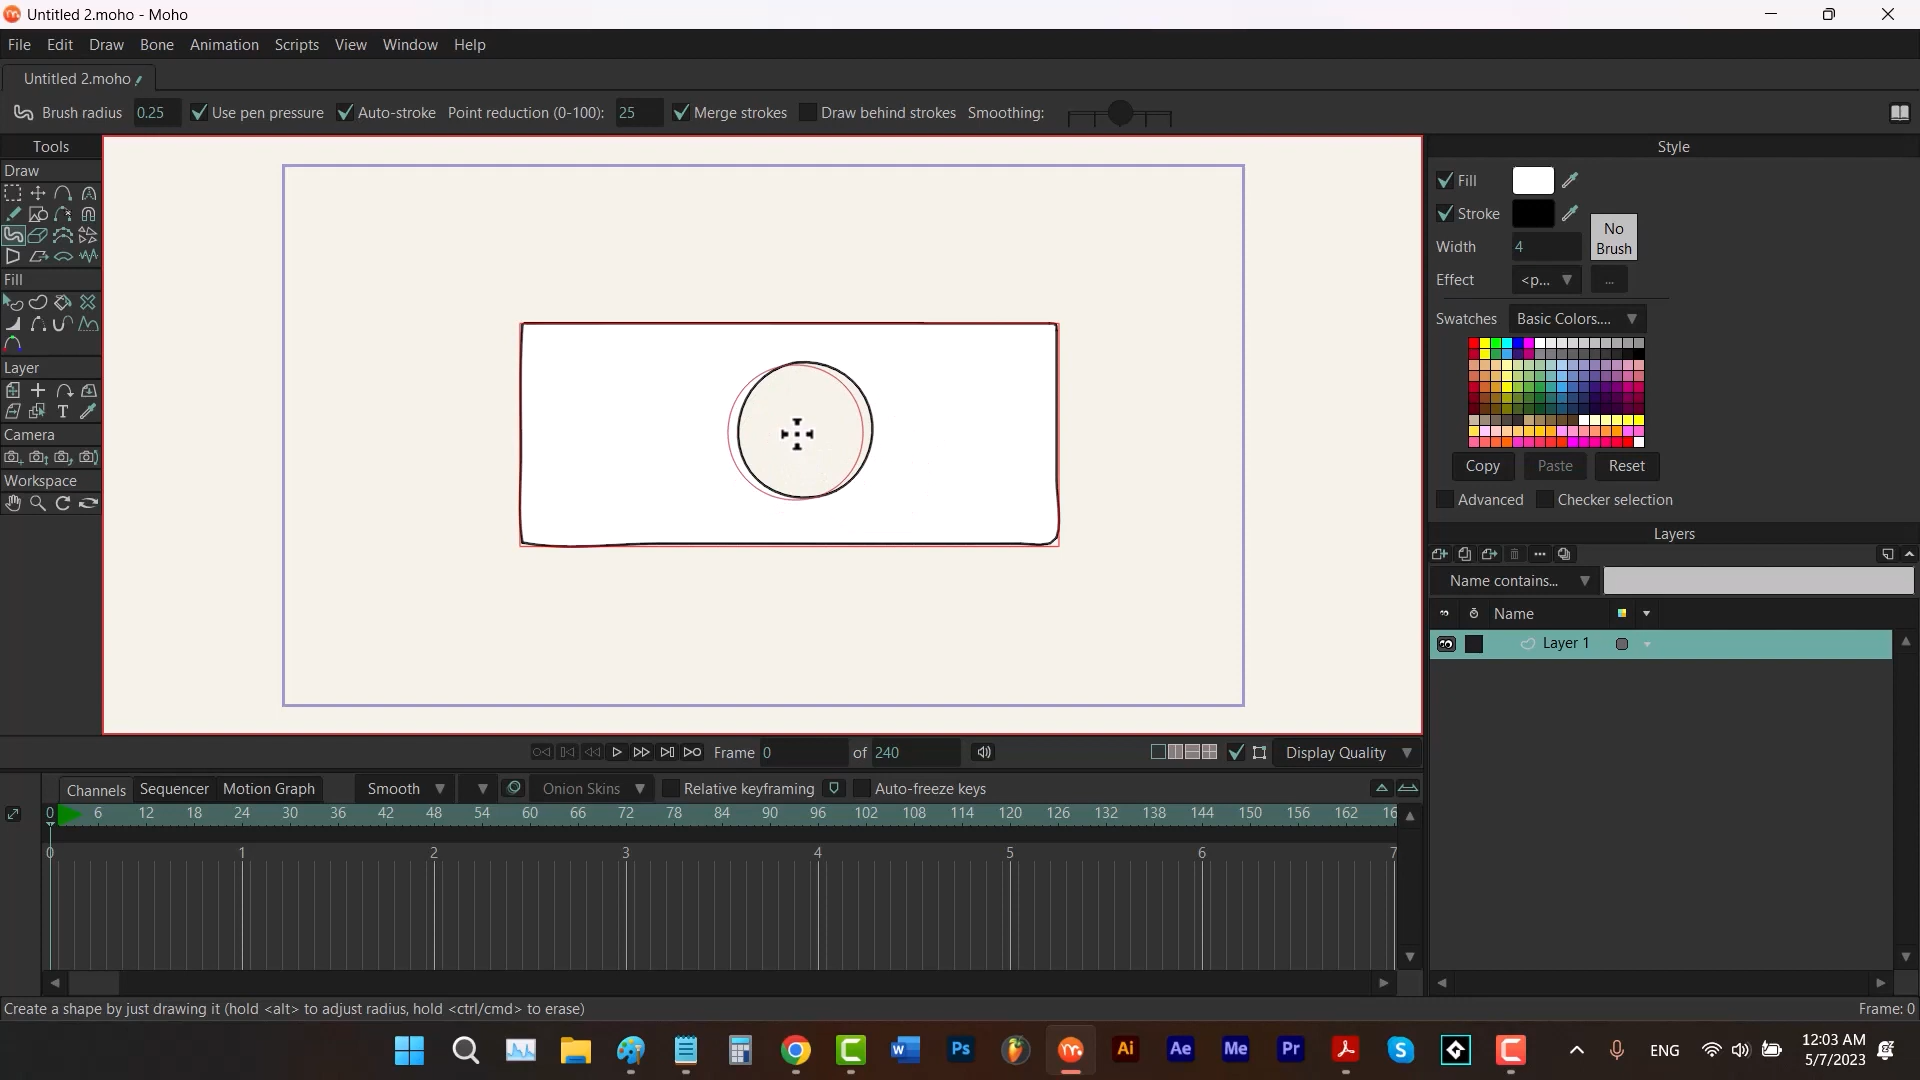 Untitled 2.moho - Moho
File Edit Draw Bone Animation Scripts View Window Help
Untitled 2.moho
Brush radius 0.25 Use pen pressure Auto-stroke Point reduction (0-100): 25 Merge strokes Draw behind strokes Smoothing:
Tools
Draw
Fill
Layer
T
Camera
Workspace
Style
Fill
Stroke
No
Brush
Width 4
Effect <p... ...
Swatches Basic Colors....
Copy Paste Reset
Advanced Checker selection
Layers
Name contains...
Name
Layer 1
Frame 0 of 240 Display Quality
Channels Sequencer Motion Graph Smooth Onion Skins Relative keyframing Auto-freeze keys
0 6 12 18 24 30 36 42 48 54 60 66 72 78 84 90 96 102 108 114 120 126 132 138 144 150 156 162 16
0 1 2 3 4 5 6 7
Create a shape by just drawing it (hold <alt> to adjust radius, hold <ctrl/cmd> to erase) Frame: 0
Ps Ai Ae Me Pr ENG 12:03 AM
5/7/2023